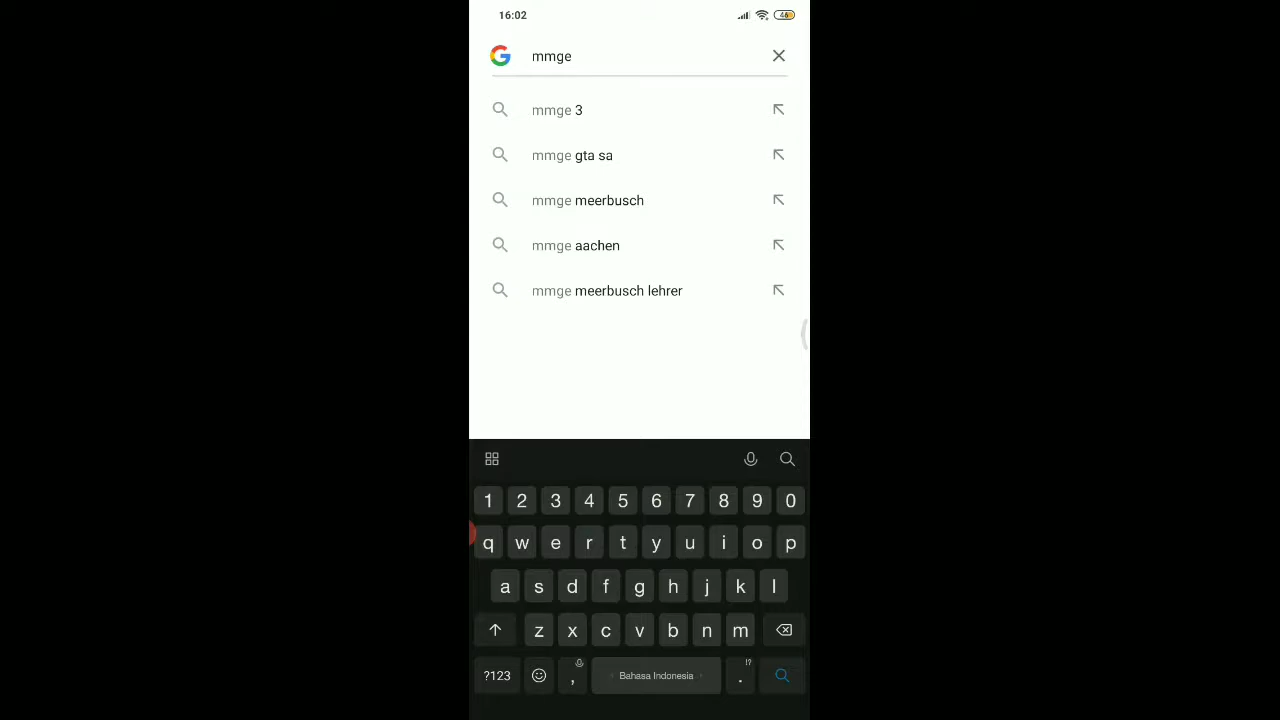 16:02
46
mmge
mmge 3
mmge gta sa
mmge meerbusch
mmge aachen
mmge meerbusch lehrer
1 2 3 4 5 6 7 8 9 0
q w e r t y u i o p
a s d f g h j k l
z x c v b n m
!?
?123 , Bahasa Indonesia .